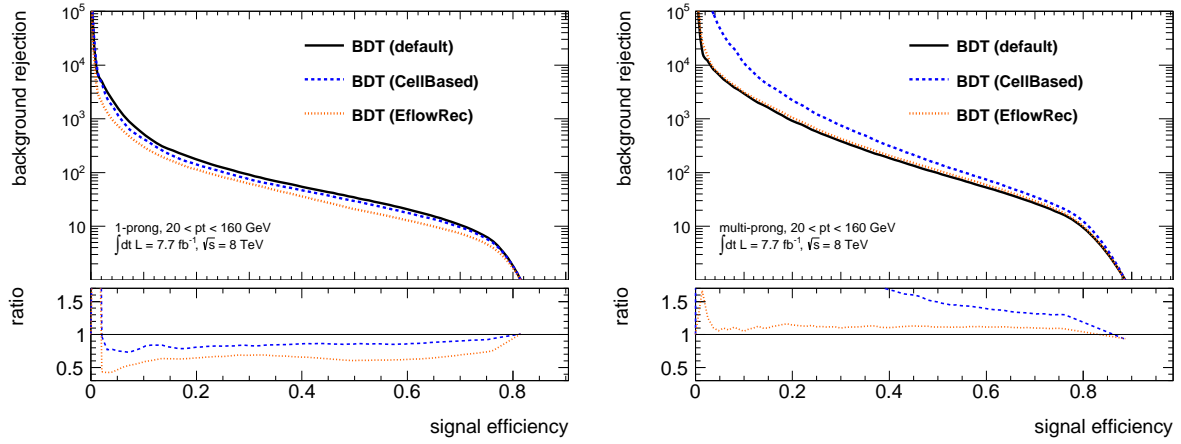 background rejection
10⁵
10⁴
10³
10²
10
BDT (default)
BDT (CellBased)
BDT (EflowRec)
1-prong, 20 < pt < 160 GeV
∫dt L = 7.7 fb⁻¹, √s = 8 TeV
ratio
1.5
1
0.5
0 0.2 0.4 0.6 0.8
signal efficiency
background rejection
10⁵
10⁴
10³
10²
10
BDT (default)
BDT (CellBased)
BDT (EflowRec)
multi-prong, 20 < pt < 160 GeV
∫dt L = 7.7 fb⁻¹, √s = 8 TeV
ratio
1.5
1
0.5
0 0.2 0.4 0.6 0.8
signal efficiency